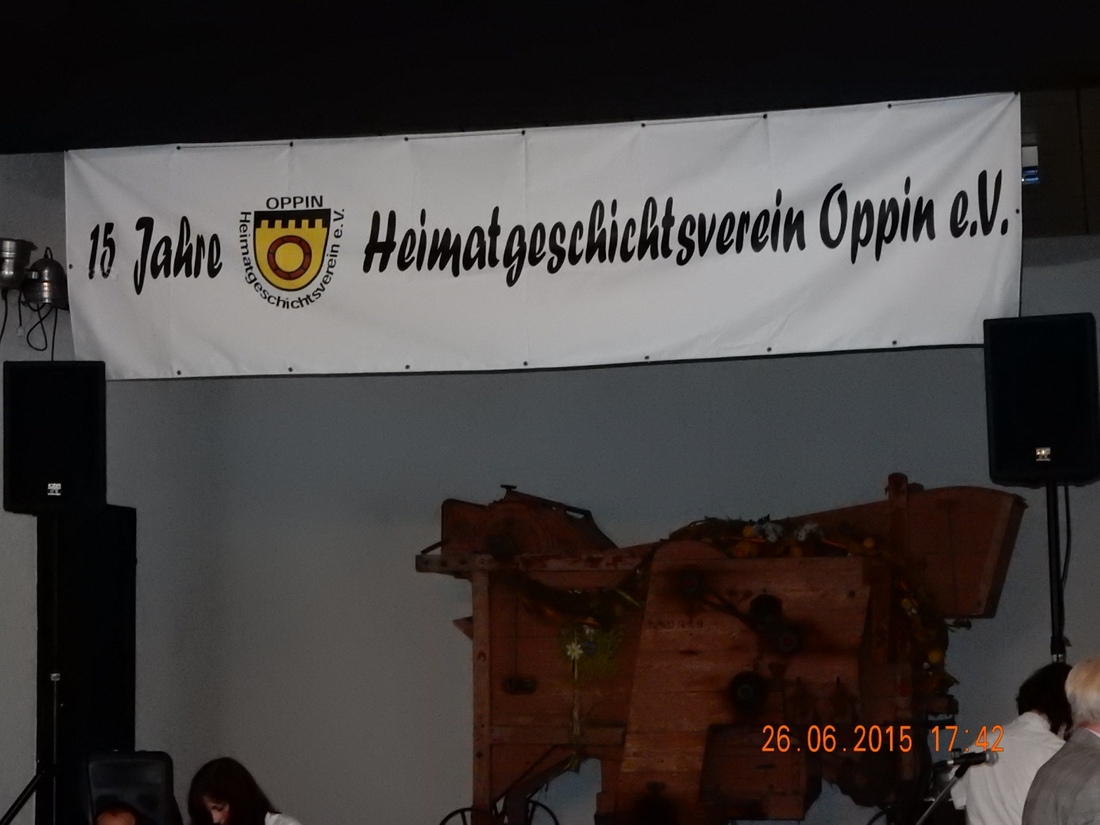 15 Jahre
OPPIN
Heimatgeschichtsverein e.V.
Heimatgeschichtsverein Oppin e.V.
26.06.2015 17:42